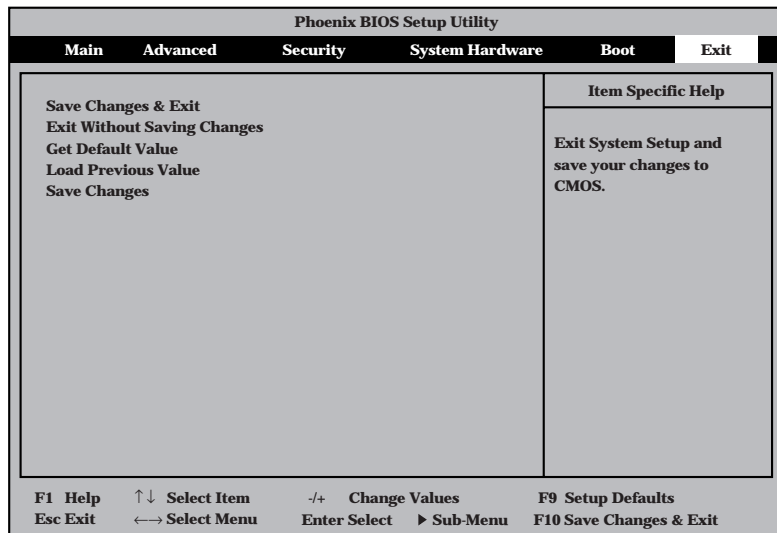 Phoenix BIOS Setup Utility
Main Advanced Security System Hardware Boot Exit
Save Changes & Exit
Exit Without Saving Changes
Get Default Value
Load Previous Value
Save Changes
Item Specific Help
Exit System Setup and
save your changes to
CMOS.
F1 Help ↑↓ Select Item -/+ Change Values F9 Setup Defaults
Esc Exit ←→ Select Menu Enter Select ▶ Sub-Menu F10 Save Changes & Exit